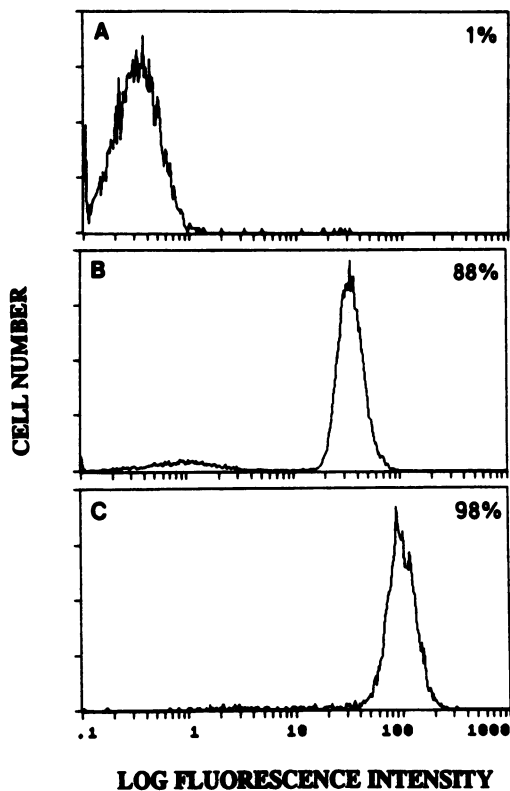 A 1%
B 88%
CELL NUMBER
C 98%
.1 1 10 100 1000
LOG FLUORESCENCE INTENSITY